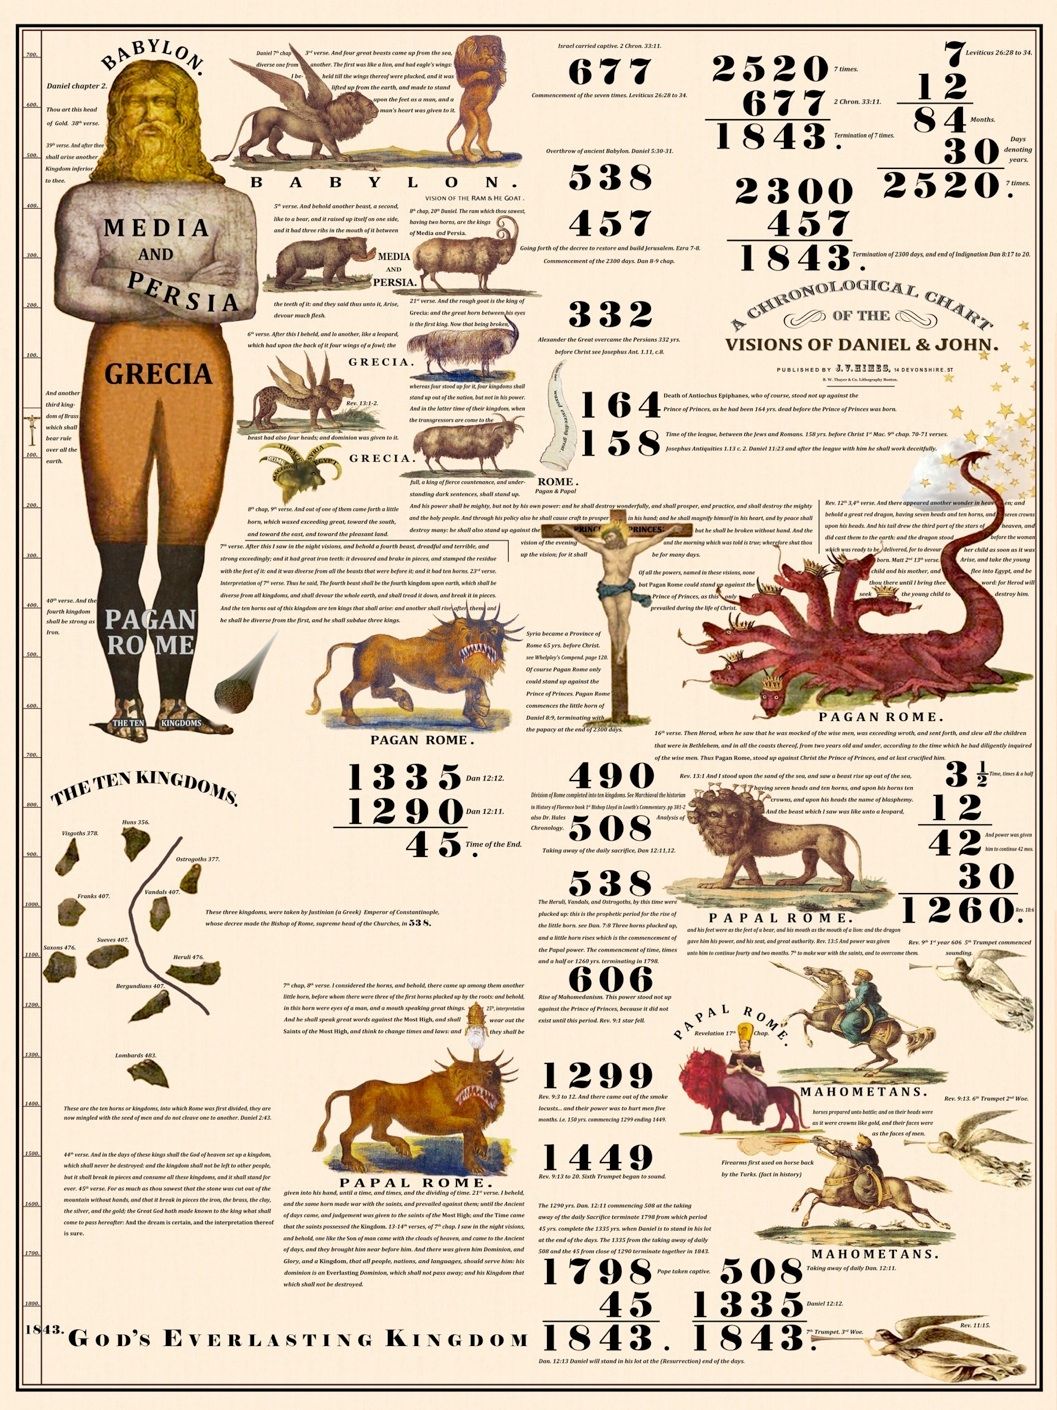 BABYLON.
Daniel chapter 2.
Thou art this head
of Gold. 38th verse.
39th verse. And after thee
shall arise another
Kingdom inferior
to thee.
MEDIA
AND
PERSIA
GRECIA
And another
third king-
dom of Brass
which shall
bear rule
over all the
earth.
40th verse. And the
fourth kingdom
shall be strong as
Iron.
PAGAN
ROME
THE TEN KINGDOMS
Daniel 7th chap 3rd verse. And four great beasts came up from the sea,
diverse one from another. The first was like a lion, and had eagle's wings:
I be- held till the wings thereof were plucked, and it was
lifted up from the earth, and made to stand
upon the feet as a man, and a
man's heart was given to it.
BABYLON.
VISION OF THE RAM & HE GOAT.
5th verse. And behold another beast, a second,
like to a bear, and it raised up itself on one side,
and it had three ribs in the mouth of it between
the teeth of it: and they said thus unto it, Arise,
devour much flesh.
8th chap, 20th Daniel. The ram which thou sawest,
having two horns, are the kings
of Media and Persia.
MEDIA
AND
PERSIA.
21st verse. And the rough goat is the king of
Grecia: and the great horn between his eyes
is the first king. Now that being broken,
6th verse. After this I beheld, and lo another, like a leopard,
which had upon the back of it four wings of a fowl; the
GRECIA.
Rev. 13:1-2.
beast had also four heads; and dominion was given to it.
whereas four stood up for it, four kingdoms shall
stand up out of the nation, but not in his power.
And in the latter time of their kingdom, when
the transgressors are come to the
GRECIA.
full, a king of fierce countenance, and under-
standing dark sentences, shall stand up.
ROME.
Pagan & Papal
8th chap, 9th verse. And out of one of them came forth a little
horn, which waxed exceeding great, toward the south,
and toward the east, and toward the pleasant land.
And his power shall be mighty, but not by his own power: and he shall destroy wonderfully, and shall prosper, and practise, and shall destroy the mighty
and the holy people. And through his policy also he shall cause craft to prosper in his hand; and he shall magnify himself in his heart, and by peace shall
destroy many: he shall also stand up against the PRINCE OF PRINCES; but he shall be broken without hand. And the
vision of the evening and the morning which was told is true; wherefore shut thou
up the vision; for it shall be for many days.
7th verse. After this I saw in the night visions, and behold a fourth beast, dreadful and terrible, and
strong exceedingly; and it had great iron teeth: it devoured and brake in pieces, and stamped the residue
with the feet of it: and it was diverse from all the beasts that were before it; and it had ten horns. 23rd verse.
Interpretation of 7th verse. Thus he said, The fourth beast shall be the fourth kingdom upon earth, which shall be
diverse from all kingdoms, and shall devour the whole earth, and shall tread it down, and break it in pieces.
And the ten horns out of this kingdom are ten kings that shall arise: and another shall rise after them; and
he shall be diverse from the first, and he shall subdue three kings.
PAGAN ROME.
Of all the powers, named in these visions, none
but Pagan Rome could stand up against the
Prince of Princes, as this only
prevailed during the life of Christ.
Syria became a Province of
Rome 65 yrs. before Christ.
see Whelpley's Compend. page 120.
Of course Pagan Rome only
could stand up against the
Prince of Princes. Pagan Rome
commences the little horn of
Daniel 8:9, terminating with
the papacy at the end of 2300 days.
Israel carried captive. 2 Chron. 33:11.
677
Commencement of the seven times. Leviticus 26:28 to 34.
Overthrow of ancient Babylon. Daniel 5:30-31.
538
457
Going forth of the decree to restore and build Jerusalem. Ezra 7-8.
Commencement of the 2300 days. Dan 8-9 chap.
332
Alexander the Great overcame the Persians 332 yrs.
before Christ see Josephus Ant. 1.11, c.8.
164
Death of Antiochus Epiphanes, who of course, stood not up against the
Prince of Princes, as he had been 164 yrs. dead before the Prince of Princes was born.
158
Time of the league, between the Jews and Romans. 158 yrs. before Christ 1st Mac. 9th chap. 70-71 verses.
Josephus Antiquities 1.13 c.2. Daniel 11:23 and after the league with him he shall work deceitfully.
2520 7 times.
677 2 Chron. 33:11.
1843. Termination of 7 times.
7 Leviticus 26:28 to 34.
12
84 Months.
30 Days denoting years.
2520. 7 times.
2300
457
1843. Termination of 2300 days, and end of Indignation Dan 8:17 to 20.
A CHRONOLOGICAL CHART
OF THE
VISIONS OF DANIEL & JOHN.
PUBLISHED BY J.V.HIMES, 14 DEVONSHIRE. ST
B. W. Thayer & Co. Lithography Boston.
Rev. 12th 3,4th verse. And there appeared another wonder in heaven; and
behold a great red dragon, having seven heads and ten horns, and seven crowns
upon his heads. And his tail drew the third part of the stars of heaven, and
did cast them to the earth: and the dragon stood before the woman
which was ready to be delivered, for to devour her child as soon as it was
born. Matt 2nd 13th verse. Arise, and take the young
child and his mother, and flee into Egypt, and be
thou there until I bring thee word: for Herod will
seek the young child to destroy him.
PAGAN ROME.
16th verse. Then Herod, when he saw that he was mocked of the wise men, was exceeding wroth, and sent forth, and slew all the children
that were in Bethlehem, and in all the coasts thereof, from two years old and under, according to the time which he had diligently inquired
of the wise men. Thus Pagan Rome, stood up against Christ the Prince of Princes, and at last crucified him.
THE TEN KINGDOMS.
Huns 356.
Visgoths 378.
Ostrogoths 377.
Franks 407.
Vandals 407.
Sueves 407.
Saxons 476.
Heruli 476.
Bergundians 407.
Lombards 483.
These three kingdoms, were taken by Justinian (a Greek) Emperor of Constantinople,
whose decree made the Bishop of Rome, supreme head of the Churches, in 538.
These are the ten horns or kingdoms, into which Rome was first divided, they are
now mingled with the seed of men and do not cleave one to another. Daniel 2:43.
44th verse. And in the days of these kings shall the God of heaven set up a kingdom,
which shall never be destroyed: and the kingdom shall not be left to other people,
but it shall break in pieces and consume all these kingdoms, and it shall stand for
ever. 45th verse. For as much as thou sawest that the stone was cut out of the
mountain without hands, and that it break in pieces the iron, the brass, the clay,
the silver, and the gold; the Great God hath made known to the king what shall
come to pass hereafter: And the dream is certain, and the interpretation thereof
is sure.
1335 Dan 12:12.
1290 Dan 12:11.
45. Time of the End.
7th chap, 8th verse. I considered the horns, and behold, there came up among them another
little horn, before whom there were three of the first horns plucked up by the roots: and behold,
in this horn were eyes of a man, and a mouth speaking great things. 25th, interpretation
And he shall speak great words against the Most High, and shall wear out the
Saints of the Most High, and think to change times and laws: and they shall be
PAPAL ROME.
given into his hand, until a time, and times, and the dividing of time. 21st verse. I beheld,
and the same horn made war with the saints, and prevailed against them; until the Ancient
of days came, and judgement was given to the saints of the Most High; and the Time came
that the saints possessed the Kingdom. 13-14th verses, of 7th chap. I saw in the night visions,
and behold, one like the Son of man came with the clouds of heaven, and came to the Ancient
of days, and they brought him near before him. And there was given him Dominion, and
Glory, and a Kingdom, that all people, and nations, and languages, should serve him: his
dominion is an Everlasting Dominion, which shall not pass away; and his Kingdom that
which shall not be destroyed.
490
Division of Rome completed into ten kingdoms. See Marchioval the historian
in History of Florence book 1st Bishop Lloyd in Lowth's Commentary, pp 381-2
also Dr. Hales Analysis of
Chronology.
508
Taking away of the daily sacrifice, Dan 12:11,12.
538
The Heruli, Vandals, and Ostrogoths, by this time were
plucked up: this is the prophetic period for the rise of
the little horn. see Dan. 7:8 Three horns plucked up,
and a little horn rises which is the commencement of
the Papal power. The commencement of time, times
and a half or 1260 yrs. terminating in 1798.
606
Rise of Mahomedanism. This power stood not up
against the Prince of Princes, because it did not
exist until this period. Rev. 9:1 star fell.
1299
Rev. 9:3 to 12. And there came out of the smoke
locusts... and their power was to hurt men five
months. i.e. 150 yrs. commencing 1299 ending 1449.
1449
Rev. 9:13 to 20. Sixth Trumpet began to sound.
The 1290 yrs. Dan. 12:11 commencing 508 at the taking
away of the daily Sacrifice terminate 1798 from which period
45 yrs. complete the 1335 yrs. when Daniel is to stand in his lot
at the end of days. The 1335 from the taking away of daily
508 and the 45 from close of 1290 terminate together in 1843.
1798 Pope taken captive.
45
1843.
508 Taking away of daily Dan. 12:11.
1335 Daniel 12:12.
1843.
7th Trumpet. 3rd Woe.
Dan. 12:13 Daniel will stand in his lot at the (Resurrection) end of the days.
Rev. 13:1 And I stood upon the sand of the sea, and saw a beast rise up out of the sea,
having seven heads and ten horns, and upon his horns ten
crowns, and upon his heads the name of blasphemy.
And the beast which I saw was like unto a leopard,
PAPAL ROME.
and his feet were as the feet of a bear, and his mouth as the mouth of a lion: and the dragon
gave him his power, and his seat, and great authority. Rev. 13:5 And power was given
unto him to continue fourty and two months. 7th to make war with the saints, and to overcome them.
3 1/2 Time, times & a half
12
42 And power was given
him to continue 42 mos.
30
1260.
Rev. 9th 1st year 606 5th Trumpet commenced
sounding.
PAPAL ROME.
Revelation 17th Chap.
MAHOMETANS.
Rev. 9:13. 6th Trumpet 2nd Woe.
horses prepared unto battle; and on their heads were
as it were crowns like gold, and their faces were
as the faces of men.
Firearms first used on horse back
by the Turks. (fact in history)
MAHOMETANS.
Rev. 11:15.
700.
600.
500.
400.
300.
200.
100.
100.
200.
300.
400.
500.
600.
700.
800.
900.
1000.
1100.
1200.
1300.
1400.
1500.
1600.
1700.
1800.
1843. GOD'S EVERLASTING KINGDOM